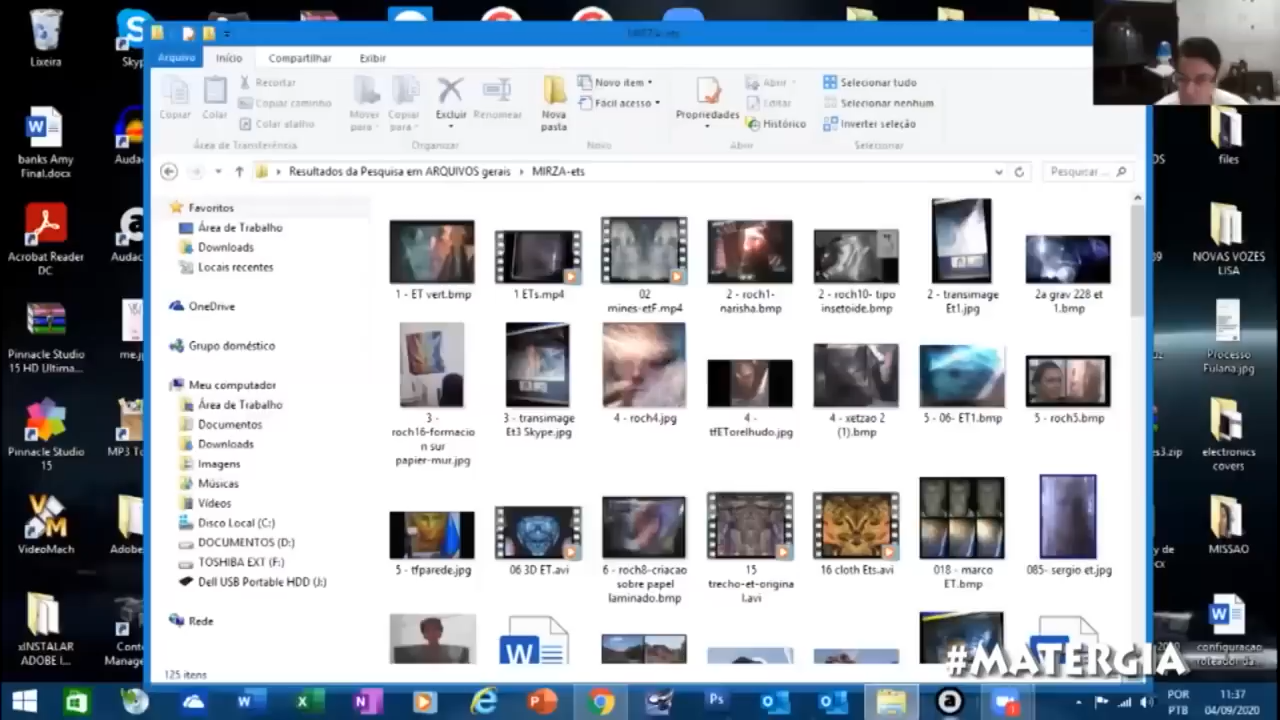 Lixeira
Skyp
banks Amy
Final.docx
Audac
Acrobat Reader
DC
Audac
Pinnacle Studio
15 HD Ultima...
me.j
Pinnacle Studio
15
MP3 To
VideoMach
Adobe
xINSTALAR
ADOBE I...
Conte
Manage
MIRZA-ets
Arquivo
Início
Compartilhar
Exibir
Copiar
Colar
Recortar
Copiar caminho
Colar atalho
Área de Transferência
Mover
para
Copiar
para
Excluir
Renomear
Organizar
Nova
pasta
Novo item
Fácil acesso
Novo
Propriedades
Abrir
Editar
Histórico
Abrir
Selecionar tudo
Selecionar nenhum
Inverter seleção
Selecionar
Resultados da Pesquisa em ARQUIVOS gerais
MIRZA-ets
Pesquisar ...
Favoritos
Área de Trabalho
Downloads
Locais recentes
OneDrive
Grupo doméstico
Meu computador
Área de Trabalho
Documentos
Downloads
Imagens
Músicas
Vídeos
Disco Local (C:)
DOCUMENTOS (D:)
TOSHIBA EXT (F:)
Dell USB Portable HDD (J:)
Rede
1 - ET vert.bmp
1 ETs.mp4
02
mines-etF.mp4
2 - roch1-
narisha.bmp
2 - roch10- tipo
insetoide.bmp
2 - transimage
Et1.jpg
2a grav 228 et
1.bmp
3 -
roch16-formacio
n sur
papier-mur.jpg
3 - transimage
Et3 Skype.jpg
4 - roch4.jpg
4 -
tfETorelhudo.jpg
4 - xetzao 2
(1).bmp
5 - 06- ET1.bmp
5 - roch5.bmp
5 - tfparede.jpg
06 3D ET.avi
6 - roch8-criacao
sobre papel
laminado.bmp
15
trecho-et-origina
l.avi
16 cloth Ets.avi
018 - marco
ET.bmp
085- sergio et.jpg
125 itens
files
NOVAS VOZES
LISA
Processo
Fulana.jpg
es3.zip
electronics
covers
MISSAO
configuracao
roteador da...
#MATERGIA
POR
PTB
11:37
04/09/2020